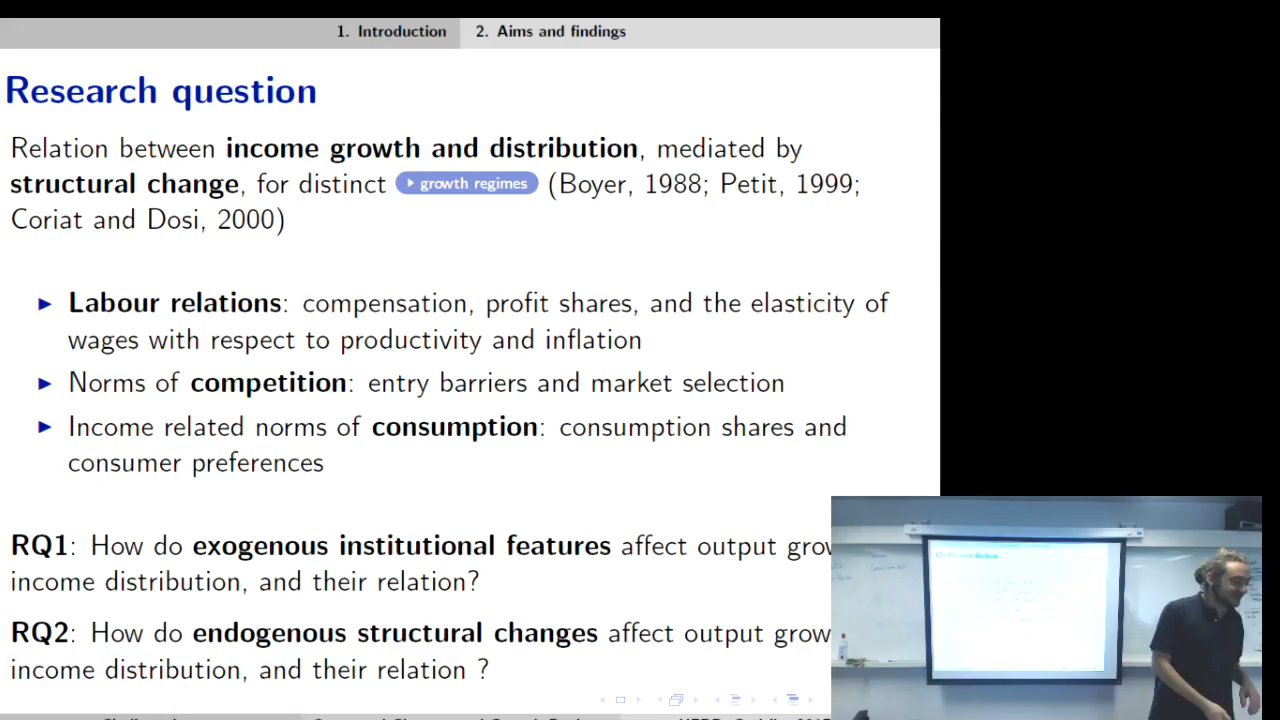 1. Introduction 2. Aims and findings
Research question
Relation between income growth and distribution, mediated by
structural change, for distinct growth regimes (Boyer, 1988; Petit, 1999;
Coriat and Dosi, 2000)
Labour relations: compensation, profit shares, and the elasticity of
wages with respect to productivity and inflation
Norms of competition: entry barriers and market selection
Income related norms of consumption: consumption shares and
consumer preferences
RQ1: How do exogenous institutional features affect output grow
income distribution, and their relation?
RQ2: How do endogenous structural changes affect output grow
income distribution, and their relation ?